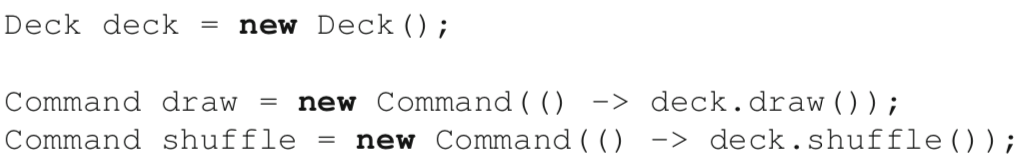 Deck deck = new Deck();
Command draw = new Command(() -> deck.draw());
Command shuffle = new Command(() -> deck.shuffle());